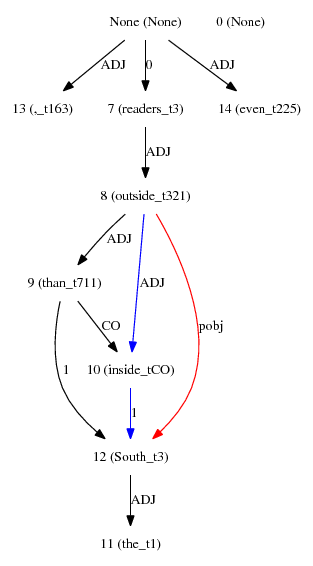 None (None) 0 (None)
ADJ 0 ADJ
13 (,_t163) 7 (readers_t3) 14 (even_t225)
ADJ
8 (outside_t321)
ADJ
9 (than_t711) ADJ
CO pobj
1 10 (inside_tCO)
1
12 (South_t3)
ADJ
11 (the_t1)